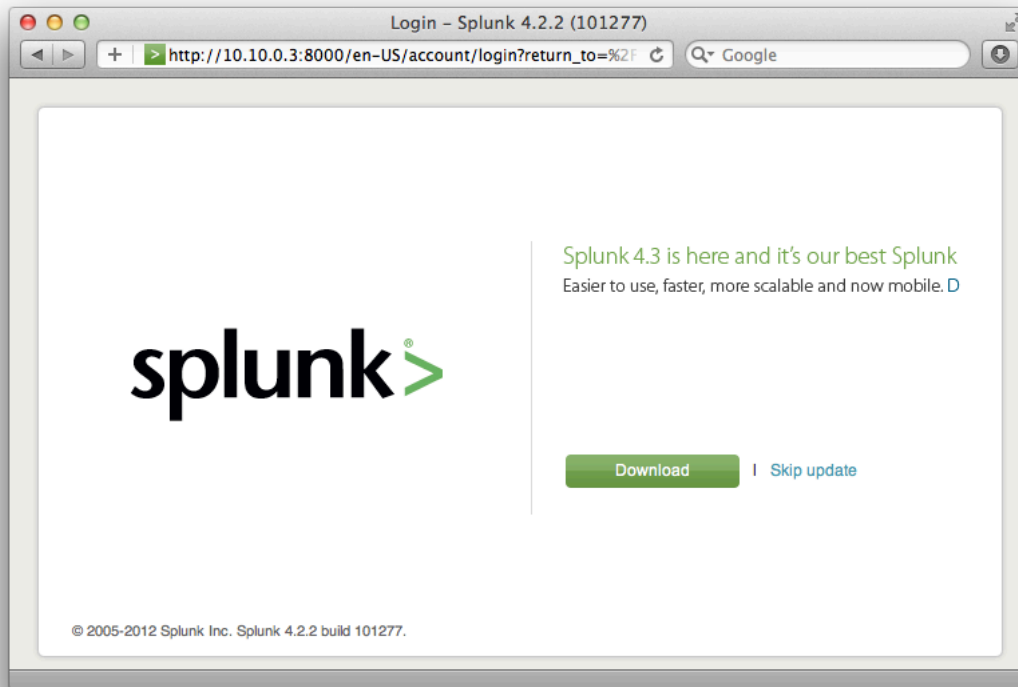 Login – Splunk 4.2.2 (101277)
http://10.10.0.3:8000/en-US/account/login?return_to=%2F
Google
Splunk 4.3 is here and it's our best Splunk
Easier to use, faster, more scalable and now mobile. D
splunk>®
Download | Skip update
© 2005-2012 Splunk Inc. Splunk 4.2.2 build 101277.